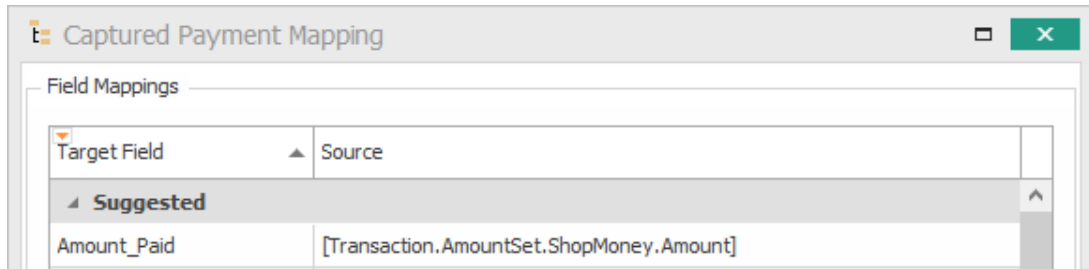 Captured Payment Mapping
Field Mappings
Target Field Source
Suggested
Amount_Paid [Transaction.AmountSet.ShopMoney.Amount]